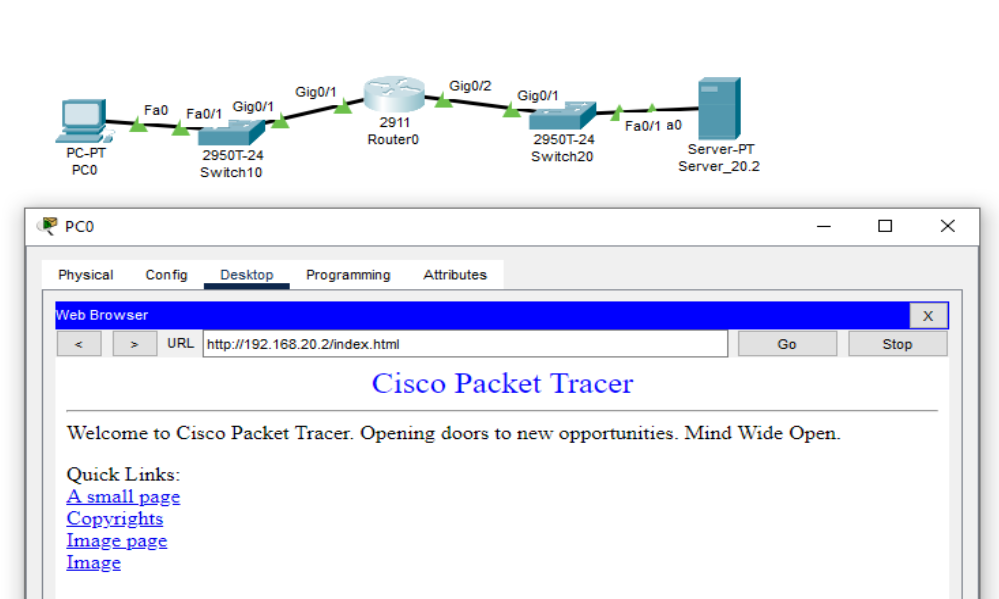 Fa0
Fa0/1
Gig0/1
Gig0/1
Gig0/2
Gig0/1
Fa0/1
a0
PC-PT
PC0
2950T-24
Switch10
2911
Router0
2950T-24
Switch20
Server-PT
Server_20.2
PC0
Physical Config Desktop Programming Attributes
Web Browser X
< > URL http://192.168.20.2/index.html Go Stop
Cisco Packet Tracer
Welcome to Cisco Packet Tracer. Opening doors to new opportunities. Mind Wide Open.
Quick Links:
A small page
Copyrights
Image page
Image